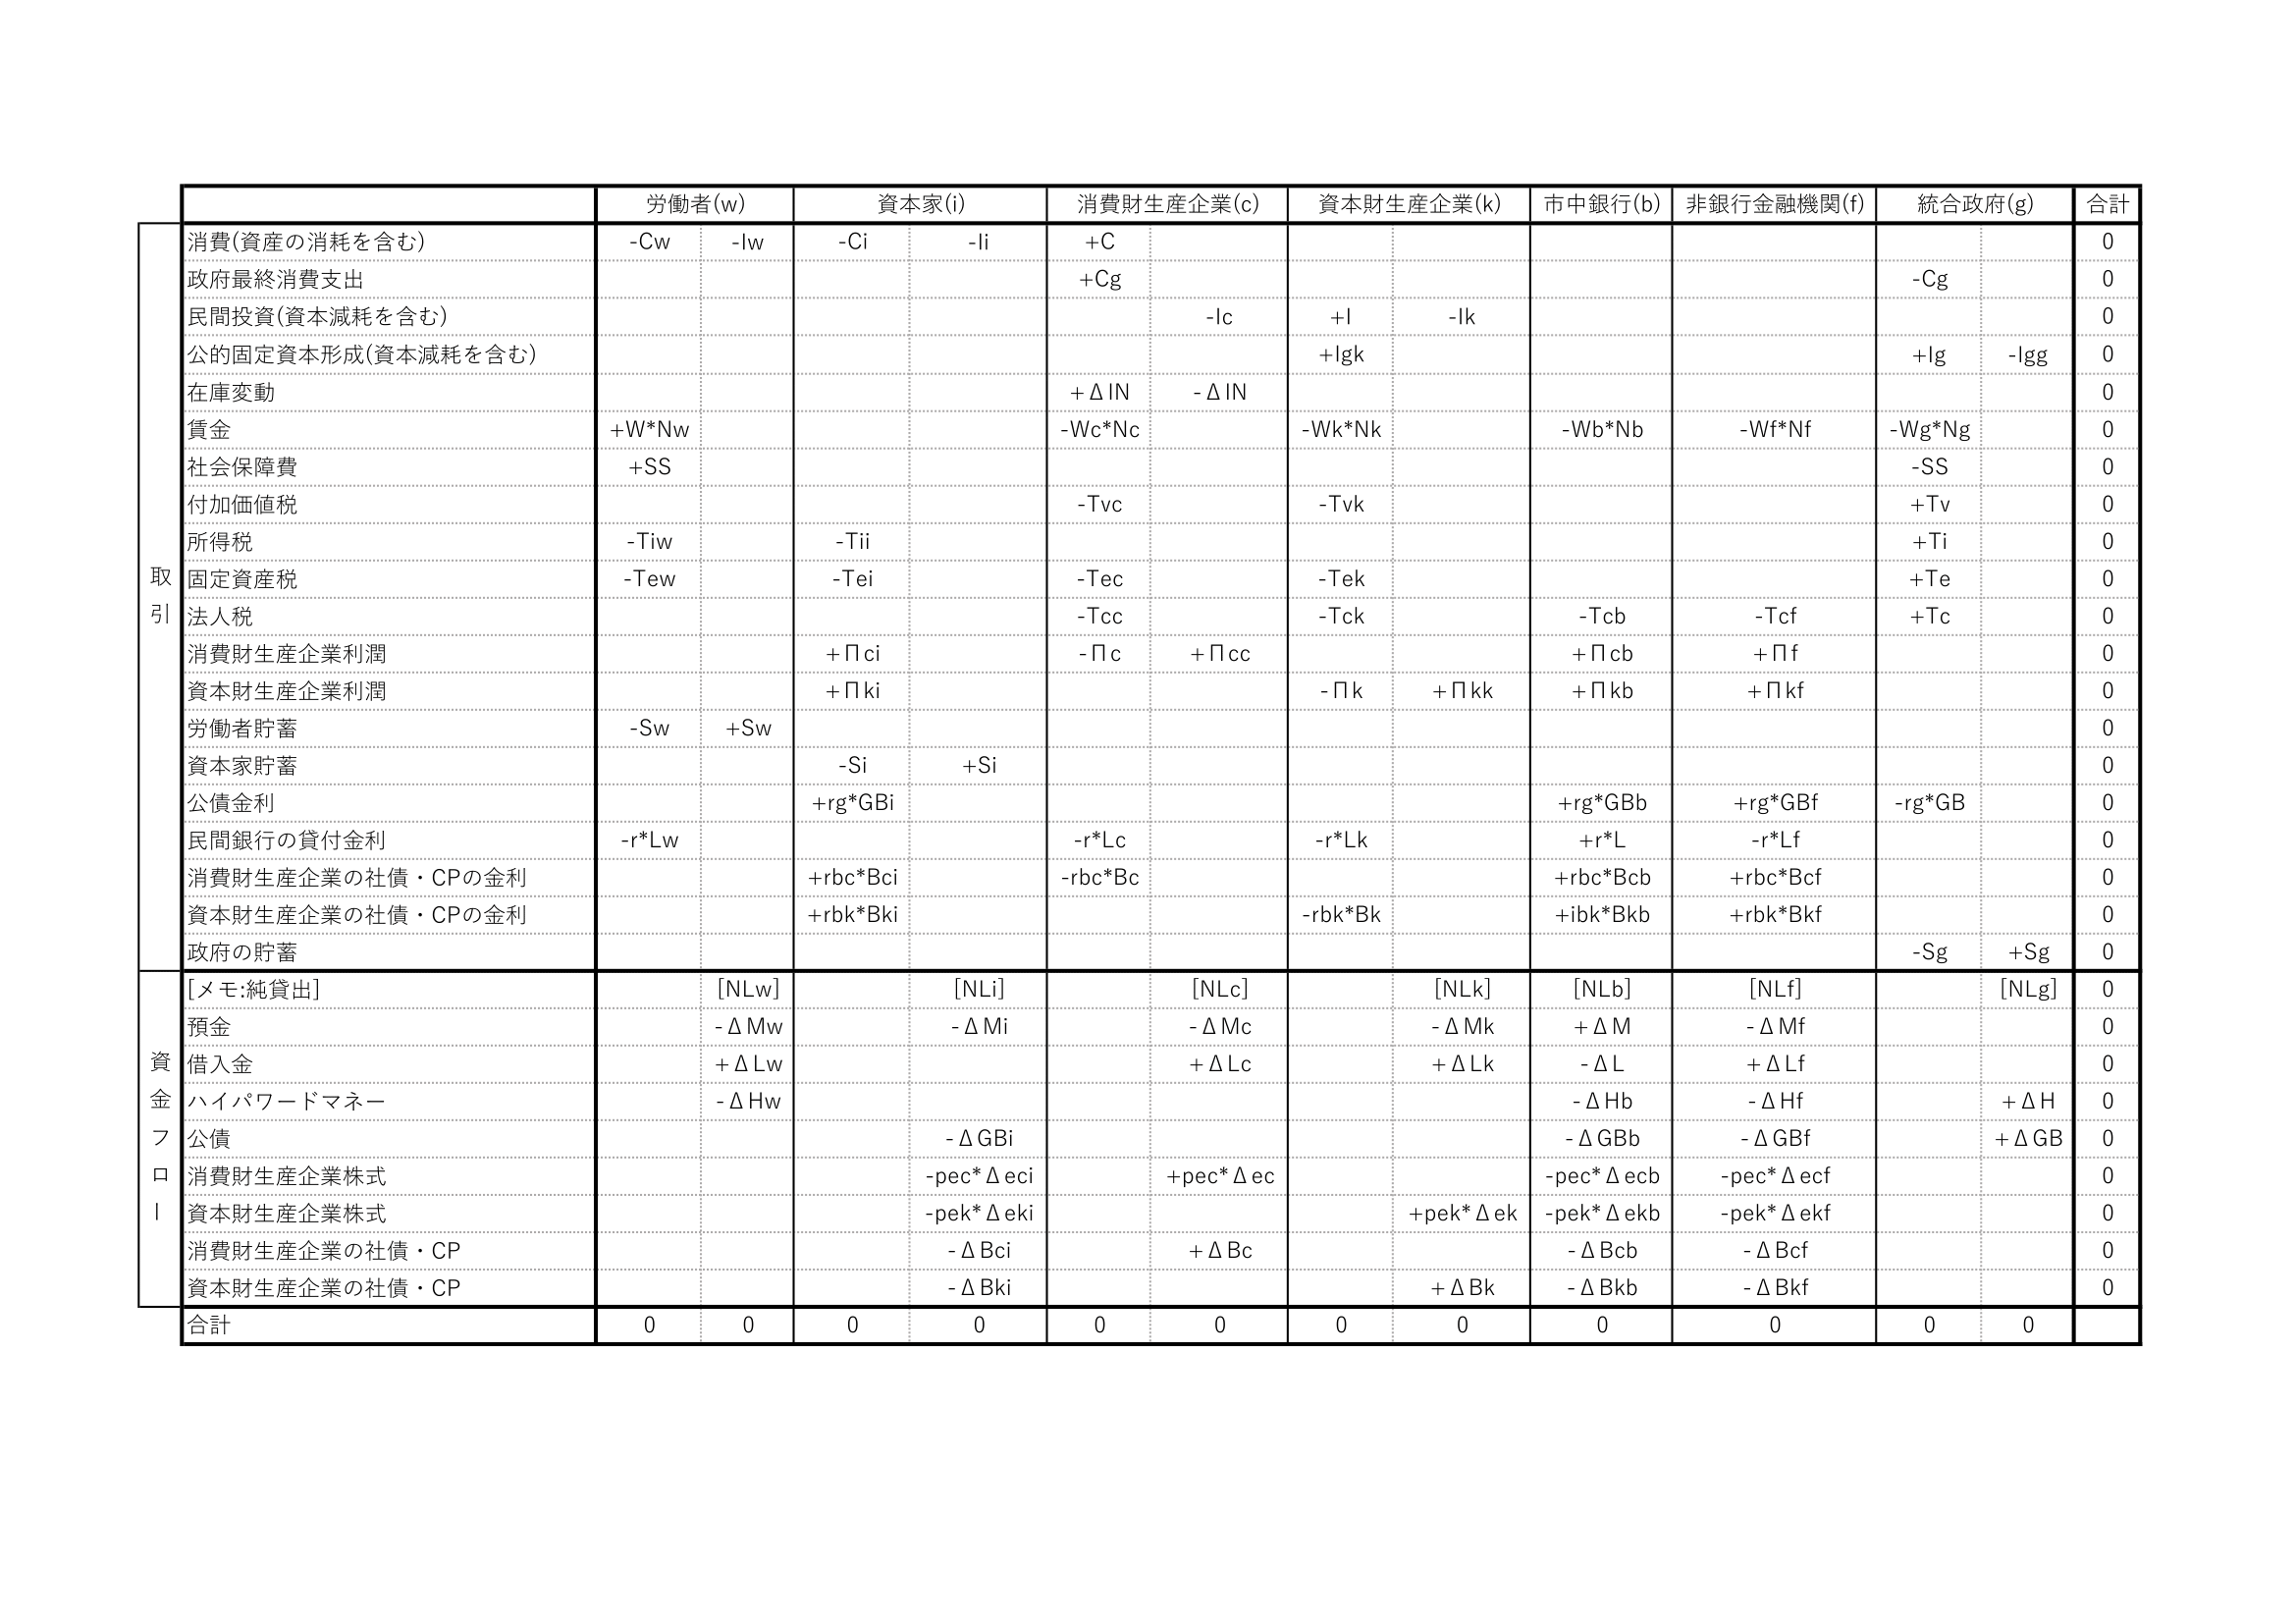 労働者(w) 資本家(i) 消費財生産企業(c) 資本財生産企業(k) 市中銀行(b) 非銀行金融機関(f) 統合政府(g) 合計
取引
消費(資産の消耗を含む) -Cw -Iw -Ci -Ii +C 0
政府最終消費支出 +Cg -Cg 0
民間投資(資本減耗を含む) -Ic +I -Ik 0
公的固定資本形成(資本減耗を含む) +Igk +Ig -Igg 0
在庫変動 +ΔIN -ΔIN 0
賃金 +W*Nw -Wc*Nc -Wk*Nk -Wb*Nb -Wf*Nf -Wg*Ng 0
社会保障費 +SS -SS 0
付加価値税 -Tvc -Tvk +Tv 0
所得税 -Tiw -Tii +Ti 0
固定資産税 -Tew -Tei -Tec -Tek +Te 0
法人税 -Tcc -Tck -Tcb -Tcf +Tc 0
消費財生産企業利潤 +Πci -Πc +Πcc +Πcb +Πf 0
資本財生産企業利潤 +Πki -Πk +Πkk +Πkb +Πkf 0
労働者貯蓄 -Sw +Sw 0
資本家貯蓄 -Si +Si 0
公債金利 +rg*GBi +rg*GBb +rg*GBf -rg*GB 0
民間銀行の貸付金利 -r*Lw -r*Lc -r*Lk +r*L -r*Lf 0
消費財生産企業の社債・CPの金利 +rbc*Bci -rbc*Bc +rbc*Bcb +rbc*Bcf 0
資本財生産企業の社債・CPの金利 +rbk*Bki -rbk*Bk +ibk*Bkb +rbk*Bkf 0
政府の貯蓄 -Sg +Sg 0
資金フロー
[メモ:純貸出] [NLw] [NLi] [NLc] [NLk] [NLb] [NLf] [NLg] 0
預金 -ΔMw -ΔMi -ΔMc -ΔMk +ΔM -ΔMf 0
借入金 +ΔLw +ΔLc +ΔLk -ΔL +ΔLf 0
ハイパワードマネー -ΔHw -ΔHb -ΔHf +ΔH 0
公債 -ΔGBi -ΔGBb -ΔGBf +ΔGB 0
消費財生産企業株式 -pec*Δeci +pec*Δec -pec*Δecb -pec*Δecf 0
資本財生産企業株式 -pek*Δeki +pek*Δek -pek*Δekb -pek*Δekf 0
消費財生産企業の社債・CP -ΔBci +ΔBc -ΔBcb -ΔBcf 0
資本財生産企業の社債・CP -ΔBki +ΔBk -ΔBkb -ΔBkf 0
合計 0 0 0 0 0 0 0 0 0 0 0 0